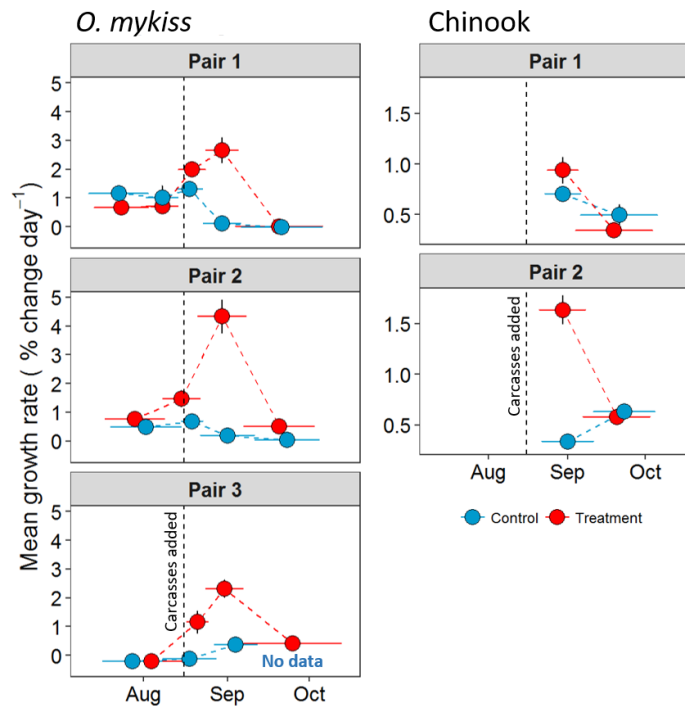 O. mykiss
Chinook
Mean growth rate ( % change day⁻¹)
Pair 1
5
4
3
2
1
0
Pair 2
5
4
3
2
1
0
Pair 3
5
4
3
2
1
0
Carcasses added
No data
Aug Sep Oct
Pair 1
1.5
1.0
0.5
Pair 2
1.5
1.0
0.5
Carcasses added
Aug Sep Oct
Control Treatment